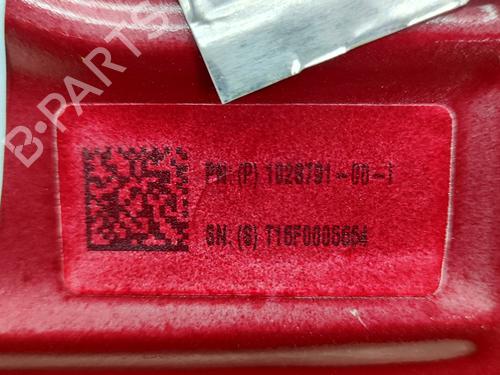 B-PARTS
PN: (P) 1028791-00-
SN: (S) T16F0005654